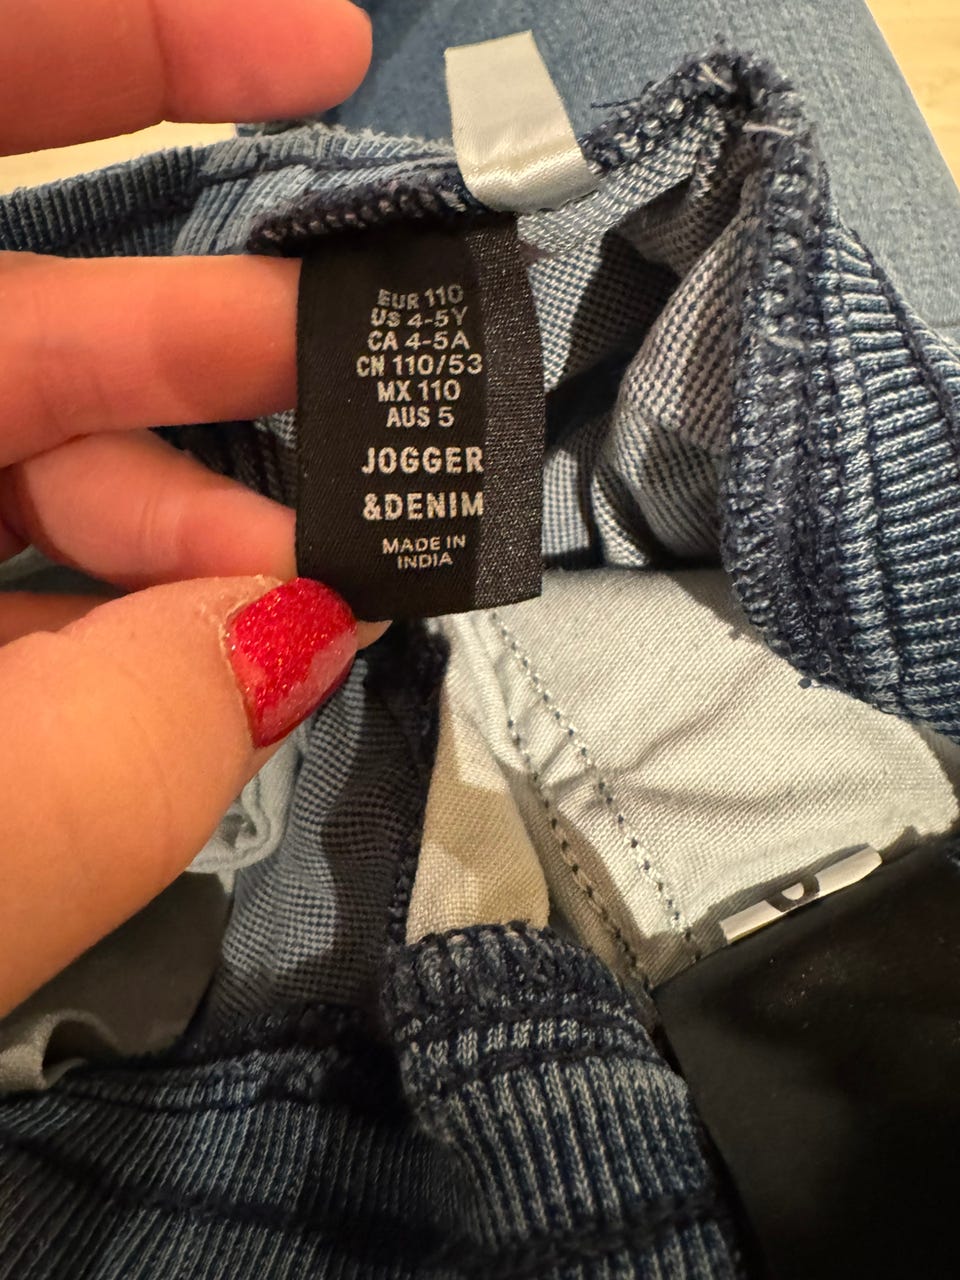 EUR 110
US 4-5Y
CA 4-5A
CN 110/53
MX 110
AUS 5
JOGGER
&DENIM
MADE IN
INDIA